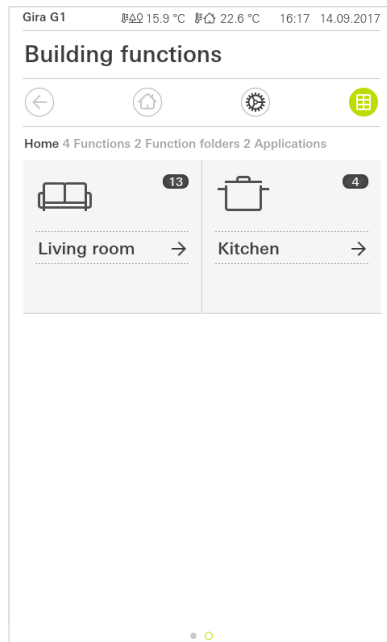 Gira G1 15.9 °C 22.6 °C 16:17 14.09.2017
Building functions
Home 4 Functions 2 Function folders 2 Applications
13 4
Living room Kitchen